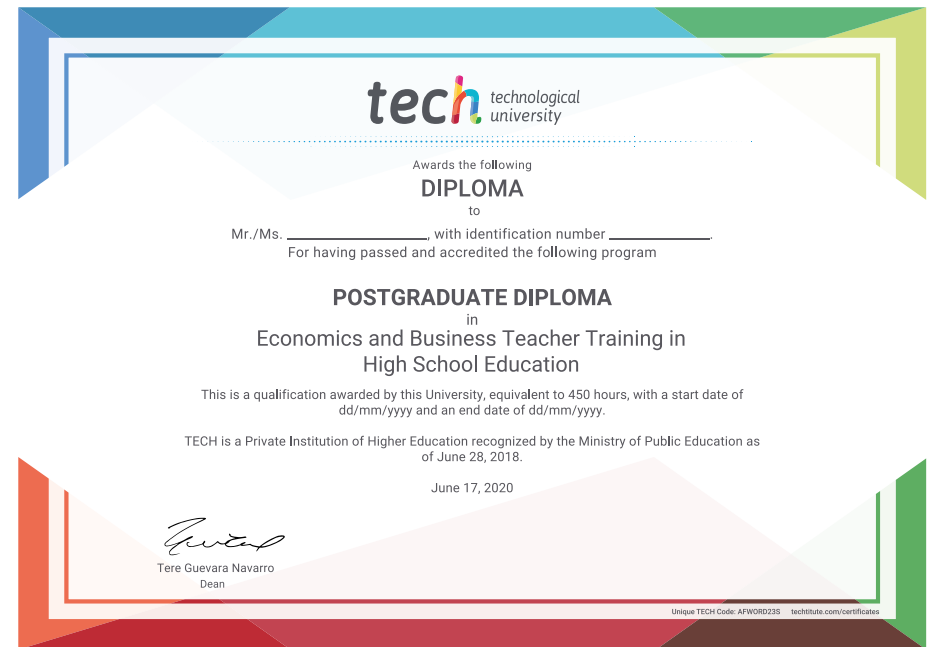 tech technological
university
Awards the following
DIPLOMA
to
Mr./Ms. ____________________, with identification number ______________.
For having passed and accredited the following program
POSTGRADUATE DIPLOMA
in
Economics and Business Teacher Training in
High School Education
This is a qualification awarded by this University, equivalent to 450 hours, with a start date of
dd/mm/yyyy and an end date of dd/mm/yyyy.
TECH is a Private Institution of Higher Education recognized by the Ministry of Public Education as
of June 28, 2018.
June 17, 2020
Tere Guevara Navarro
Dean
Unique TECH Code: AFWORD23S techtitute.com/certificates